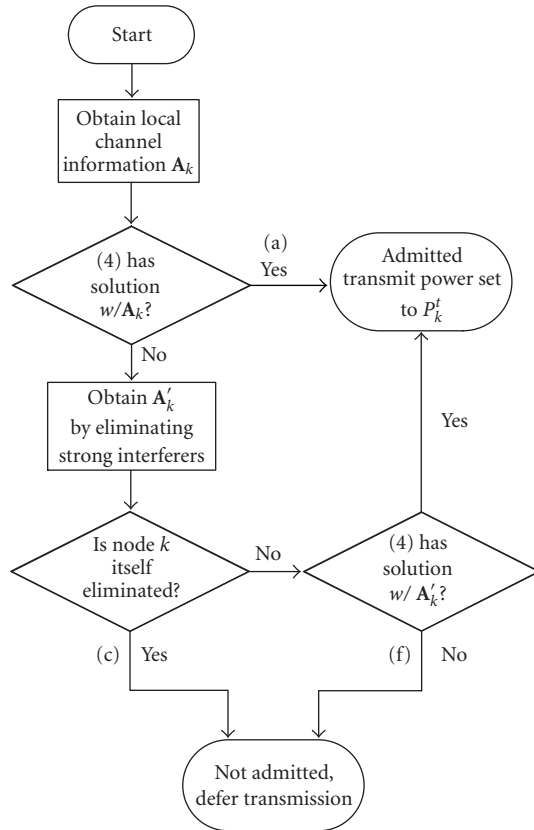 Start
Obtain local
channel
information A_k
(4) has
solution
w/A_k?
(a)
Yes
Admitted
transmit power set
to P_k^t
No
Obtain A′_k
by eliminating
strong interferers
Yes
Is node k
itself
eliminated?
No
(4) has
solution
w/ A′_k?
(c)
Yes
(f)
No
Not admitted,
defer transmission